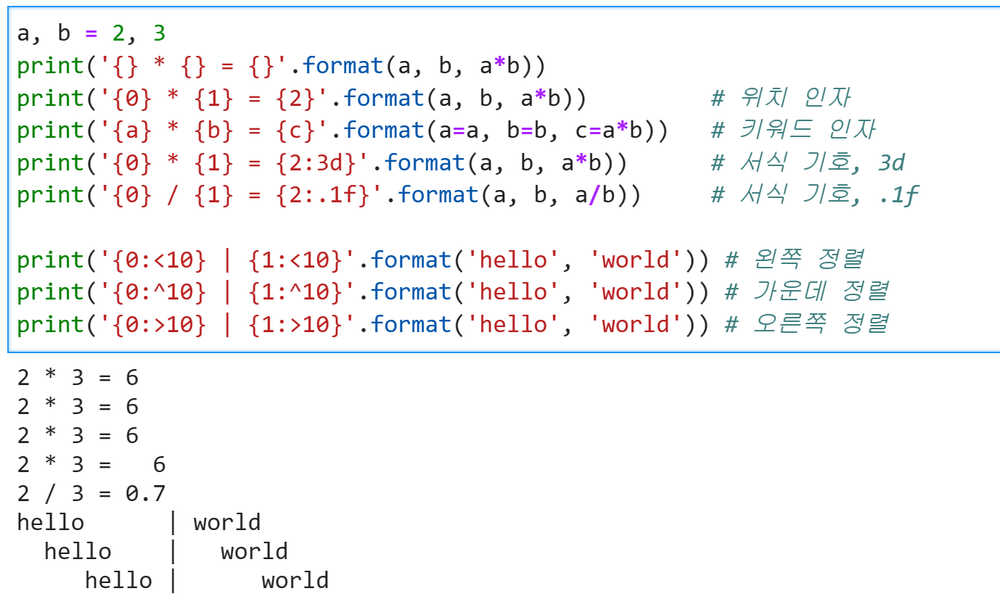 a, b = 2, 3
print('{} * {} = {}'.format(a, b, a*b))
print('{0} * {1} = {2}'.format(a, b, a*b))         # 위치 인자
print('{a} * {b} = {c}'.format(a=a, b=b, c=a*b))   # 키워드 인자
print('{0} * {1} = {2:3d}'.format(a, b, a*b))      # 서식 기호, 3d
print('{0} / {1} = {2:.1f}'.format(a, b, a/b))     # 서식 기호, .1f

print('{0:<10} | {1:<10}'.format('hello', 'world')) # 왼쪽 정렬
print('{0:^10} | {1:^10}'.format('hello', 'world')) # 가운데 정렬
print('{0:>10} | {1:>10}'.format('hello', 'world')) # 오른쪽 정렬
2 * 3 = 6
2 * 3 = 6
2 * 3 = 6
2 * 3 =   6
2 / 3 = 0.7
hello      | world
  hello    |   world
     hello |      world